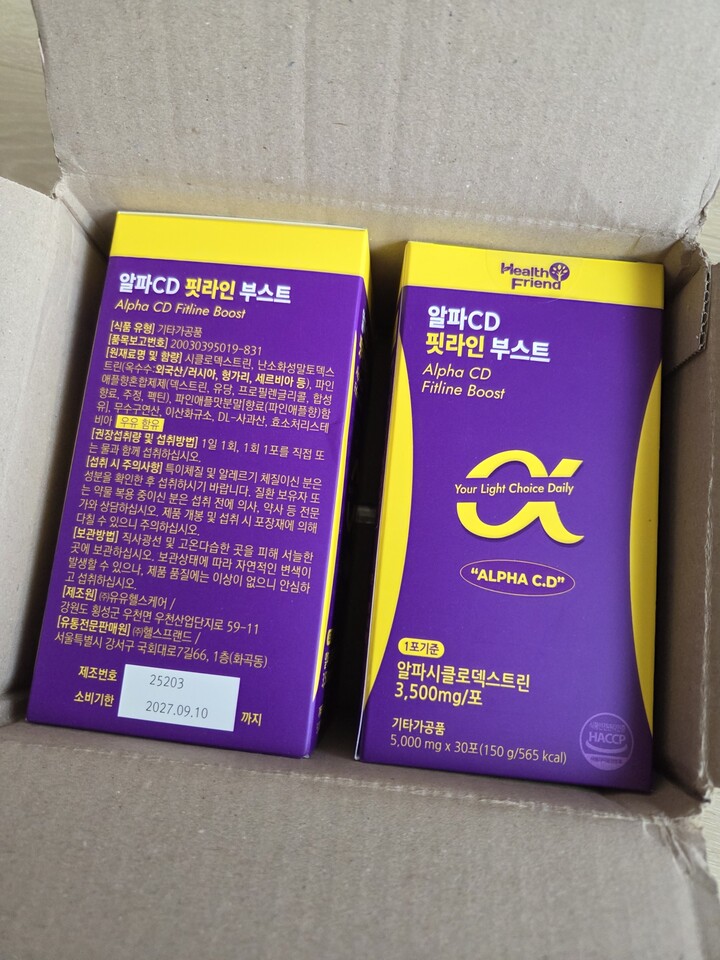 알파CD 핏라인 부스트
Alpha CD Fitline Boost
[식품 유형] 기타가공품
[품목보고번호] 20030395019-831
[원재료명 및 함량] 시클로덱스트린, 난소화성말토덱스
트린(옥수수:외국산/러시아, 헝가리, 세르비아 등), 파인
애플향혼합제제(덱스트린, 유당, 프로필렌글리콜, 합성
향료, 주정, 펙틴), 파인애플맛분말[향료(파인애플향)함
유], 무수구연산, 이산화규소, DL-사과산, 효소처리스테
비아 우유 함유
[권장섭취량 및 섭취방법] 1일 1회, 1회 1포를 직접 또
는 물과 함께 섭취하십시오.
[섭취 시 주의사항] 특이체질 및 알레르기 체질이신 분은
성분을 확인한 후 섭취하시기 바랍니다. 질환 보유자 또
는 약물 복용 중이신 분은 섭취 전에 의사, 약사 등 전문
가와 상담하십시오. 제품 개봉 및 섭취 시 포장재에 의해
다칠 수 있으니 주의하십시오.
[보관방법] 직사광선 및 고온다습한 곳을 피해 서늘한
곳에 보관하십시오. 보관상태에 따라 자연적인 변색이
발생할 수 있으나, 제품 품질에는 이상이 없으니 안심하
고 섭취하십시오.
[제조원] ㈜유유헬스케어 /
강원도 횡성군 우천면 우천산업단지로 59-11
[유통전문판매원] ㈜헬스프랜드 /
서울특별시 강서구 국회대로7길66, 1층(화곡동)
제조번호 25203
소비기한 2027.09.10 까지
Health Friend
알파CD
핏라인 부스트
Alpha CD
Fitline Boost
α
Your Light Choice Daily
"ALPHA C.D"
1포기준
알파시클로덱스트린
3,500mg/포
기타가공품
5,000 mg x 30포(150 g/565 kcal)
HACCP